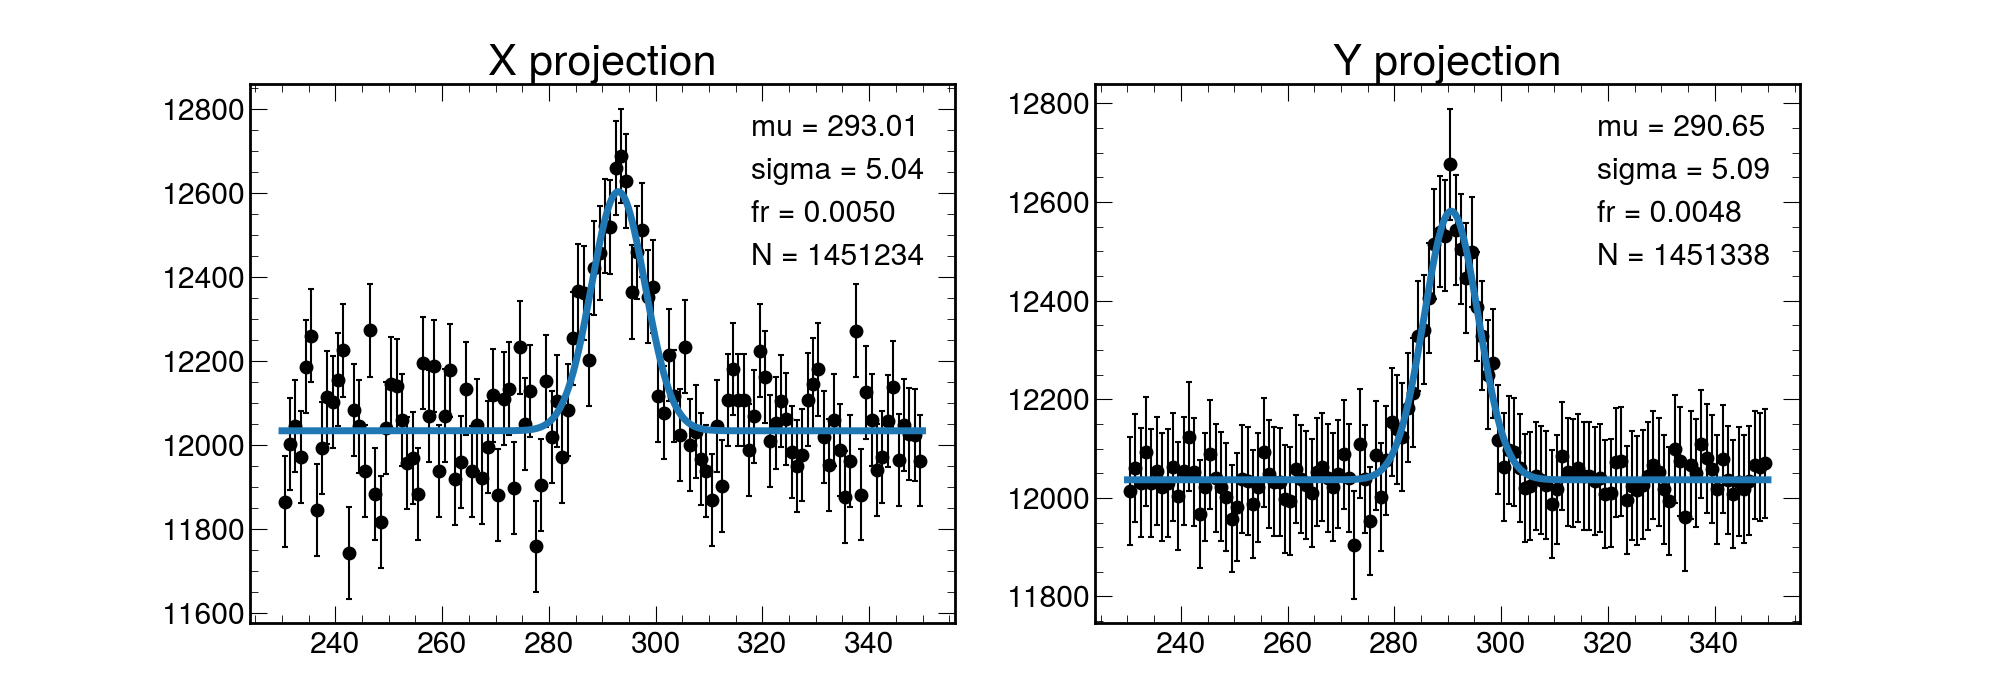 X projection
mu = 293.01
sigma = 5.04
fr = 0.0050
N = 1451234
12800
12600
12400
12200
12000
11800
11600
240 260 280 300 320 340
Y projection
mu = 290.65
sigma = 5.09
fr = 0.0048
N = 1451338
12800
12600
12400
12200
12000
11800
240 260 280 300 320 340